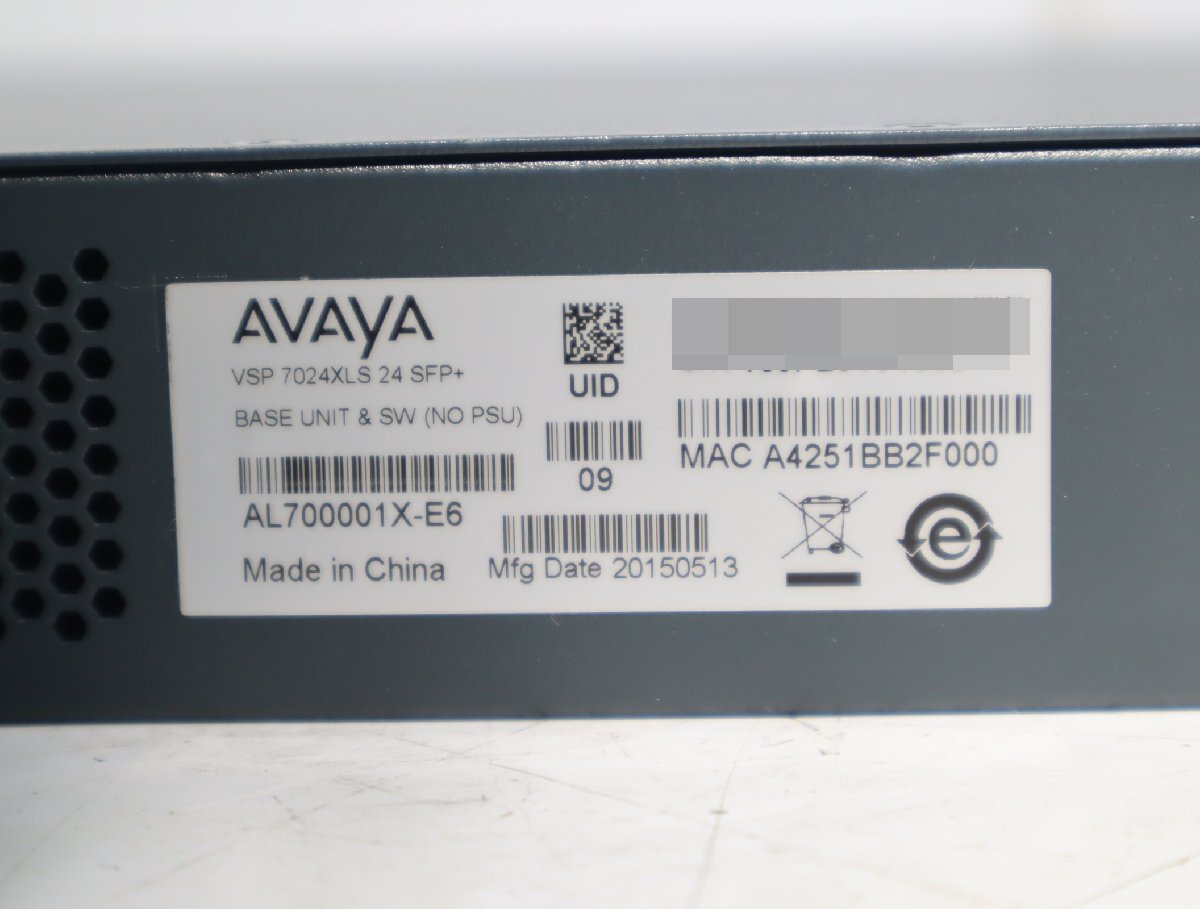 AVAYA
VSP 7024XLS 24 SFP+
BASE UNIT & SW (NO PSU)
AL700001X-E6
Made in China
UID
09
Mfg Date 20150513
MAC A4251BB2F000